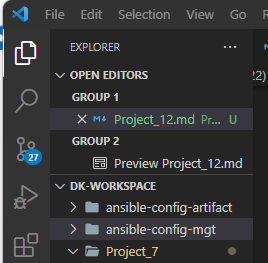 File Edit Selection View Go
EXPLORER
OPEN EDITORS
GROUP 1
Project_12.md Pr... U
22)
GROUP 2
Preview Project_12.md
27
DK-WORKSPACE
ansible-config-artifact
ansible-config-mgt
Project_7